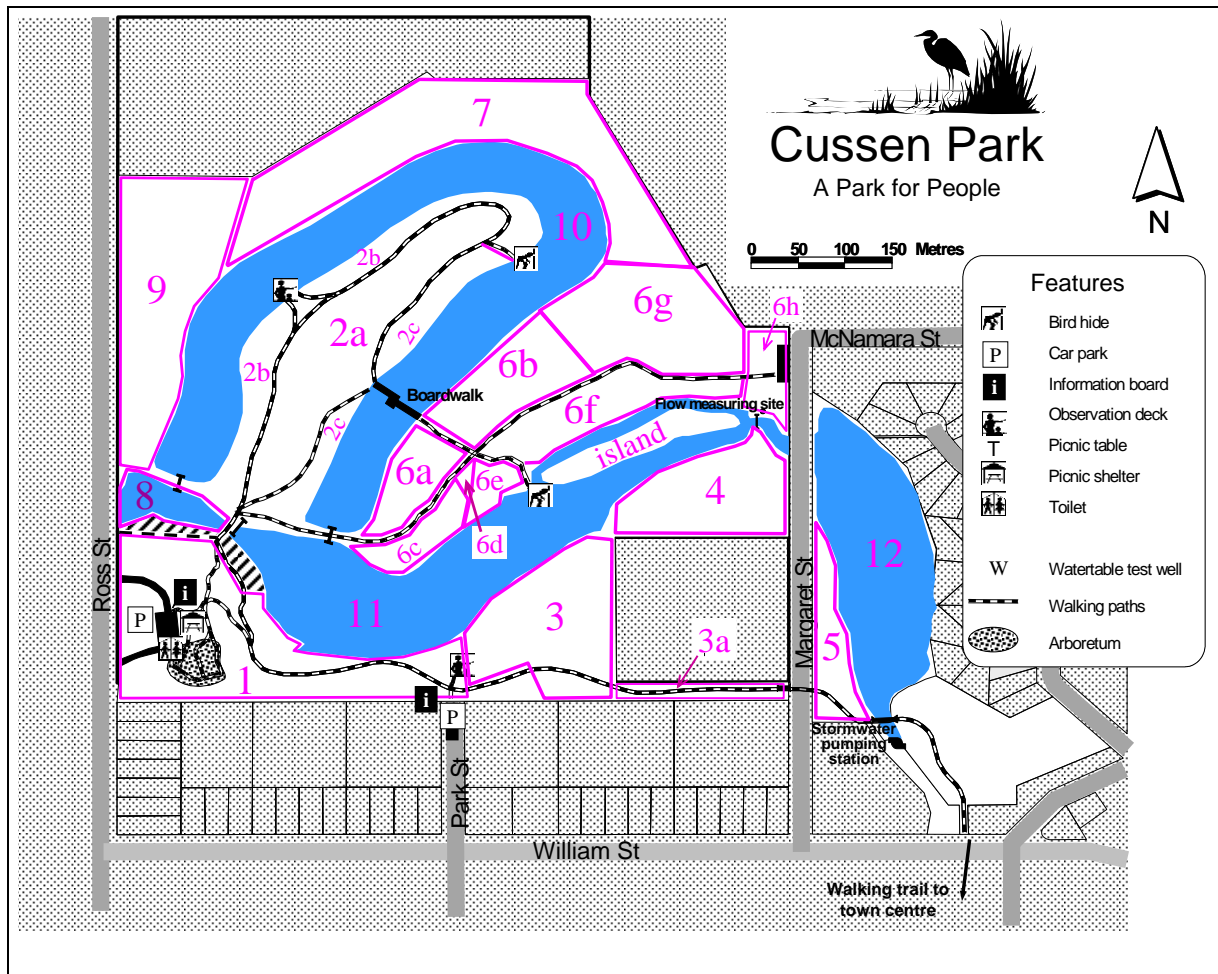 Cussen Park
A Park for People
N
0 50 100 150 Metres
Features
Bird hide
P Car park
i Information board
Observation deck
Picnic table
Picnic shelter
Toilet
W Watertable test well
Walking paths
Arboretum
7
10
9
2b
2a
2c
2b
2c
6g
6h
McNamara St
6b
Boardwalk
6f
Flow measuring site
island
6a
6e
4
8
6d
6c
12
Ross St
11
3
Margaret St
5
i
P
3a
1
i
P
Stormwater
pumping
station
Park St
William St
Walking trail to
town centre